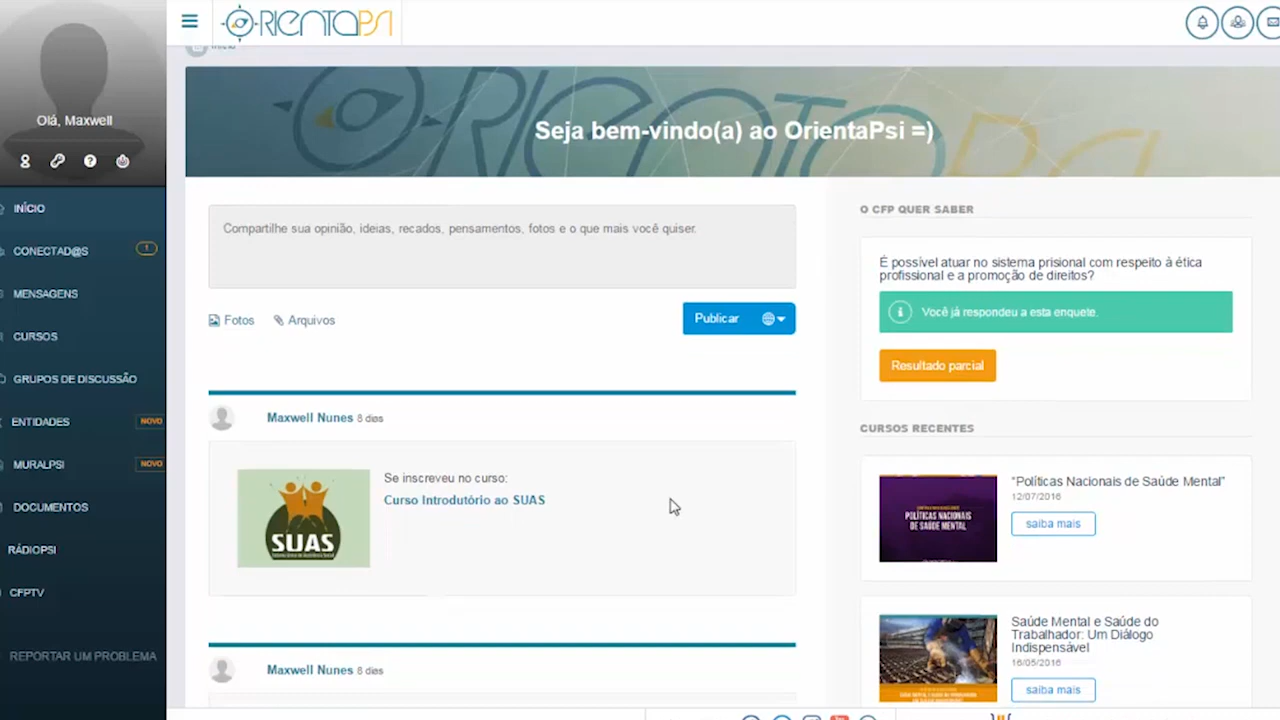 ORIENTAPSI
Olá, Maxwell
INÍCIO
CONECTAD@S 1
MENSAGENS
CURSOS
GRUPOS DE DISCUSSÃO
ENTIDADES NOVO
MURALPSI NOVO
DOCUMENTOS
RÁDIOPSI
CFPTV
REPORTAR UM PROBLEMA
Início
Seja bem-vindo(a) ao OrientaPsi =)
Compartilhe sua opinião, ideias, recados, pensamentos, fotos e o que mais você quiser.
Fotos Arquivos Publicar
Maxwell Nunes 8 dias
SUAS
Se inscreveu no curso:
Curso Introdutório ao SUAS
Maxwell Nunes 8 dias
O CFP QUER SABER
É possível atuar no sistema prisional com respeito à ética
profissional e a promoção de direitos?
Você já respondeu a esta enquete.
Resultado parcial
CURSOS RECENTES
POLÍTICAS NACIONAIS
DE SAÚDE MENTAL
"Políticas Nacionais de Saúde Mental"
12/07/2016
saiba mais
Saúde Mental e Saúde do
Trabalhador: Um Diálogo
Indispensável
16/05/2016
saiba mais